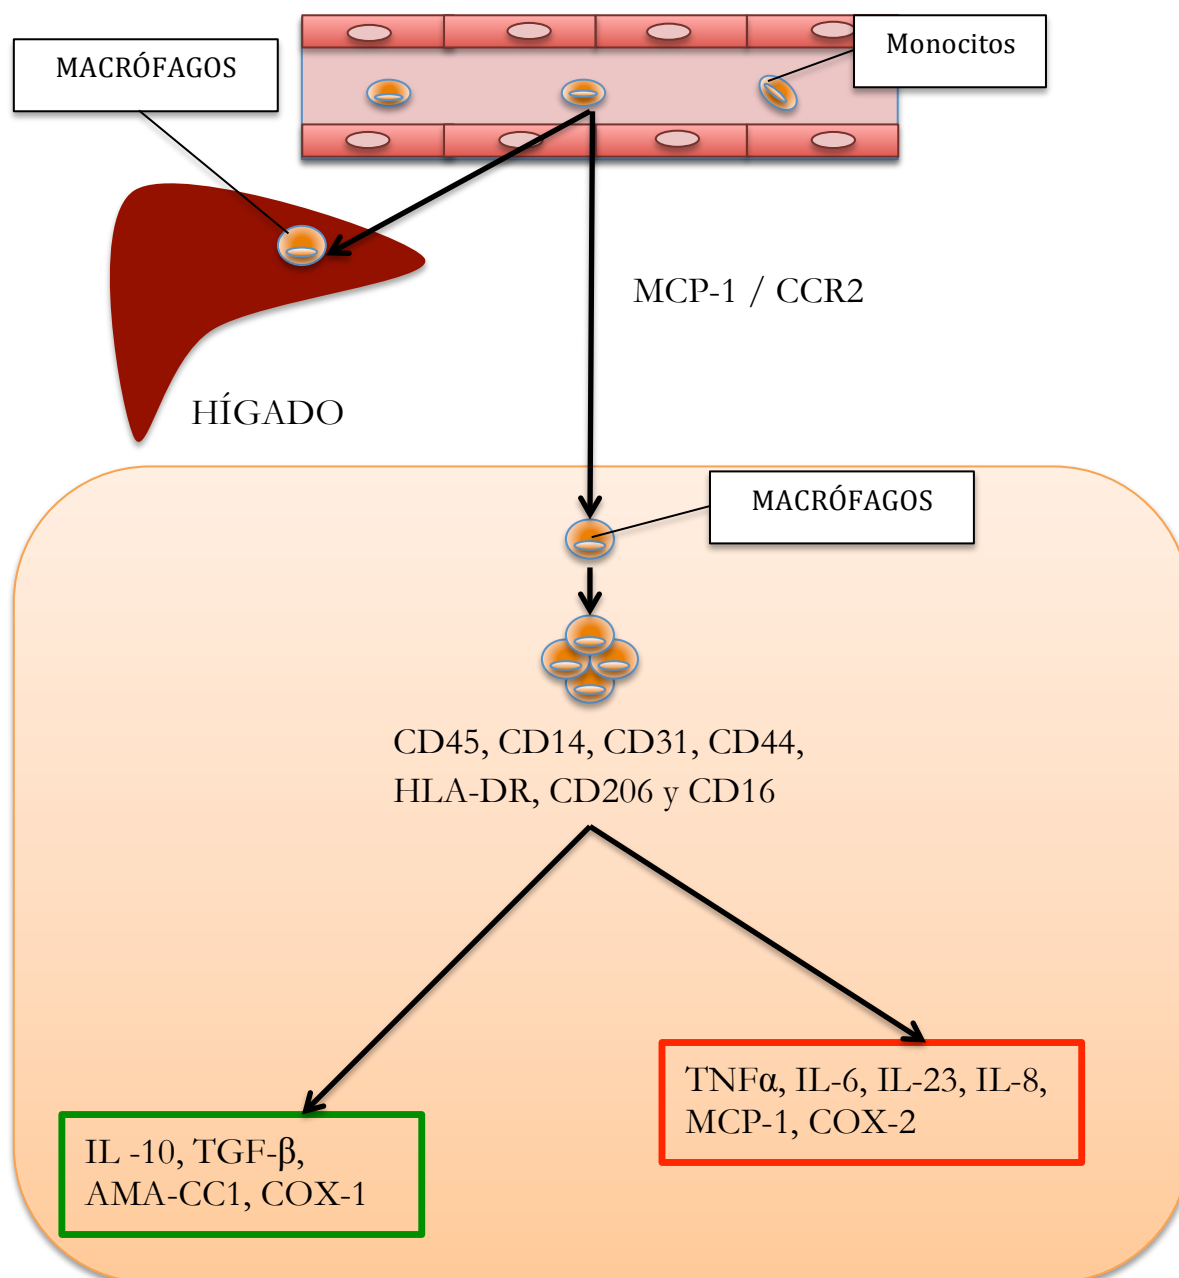 MACRÓFAGOS
Monocitos
MCP-1 / CCR2
HÍGADO
MACRÓFAGOS
CD45, CD14, CD31, CD44,
HLA-DR, CD206 y CD16
TNFα, IL-6, IL-23, IL-8,
MCP-1, COX-2
IL -10, TGF-β,
AMA-CC1, COX-1